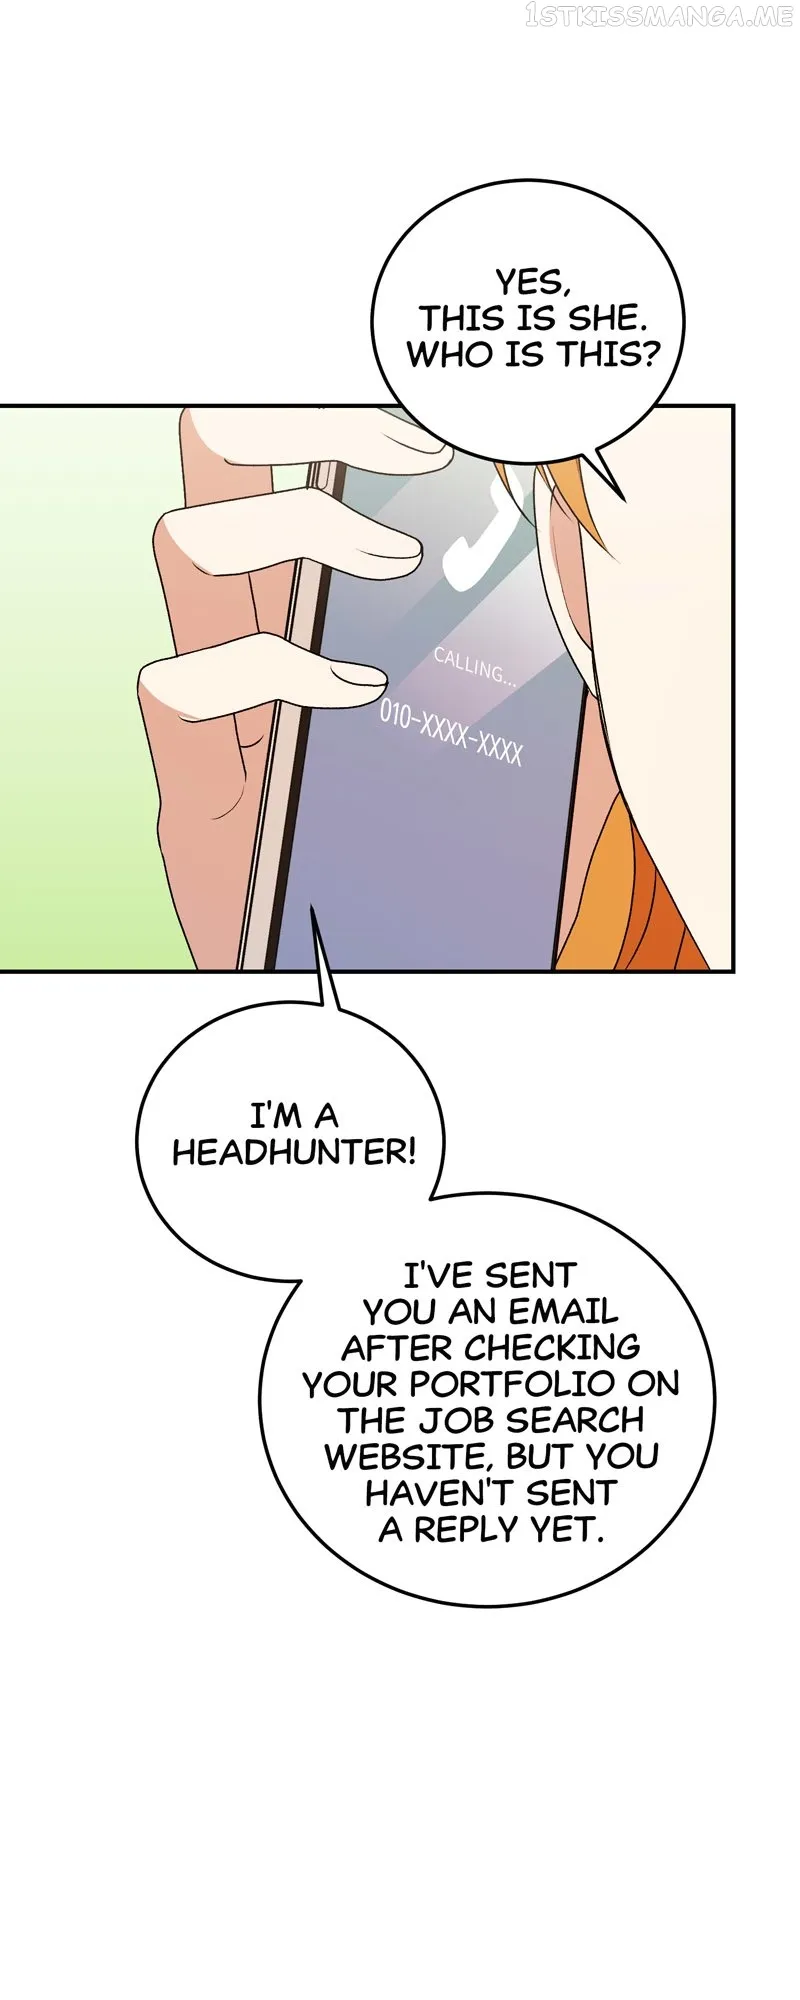 1STKISSMANGA.ME
YES,
THIS IS SHE.
WHO IS THIS?
CALLING...
010-XXXX-XXXX
I'M A
HEADHUNTER!
I'VE SENT
YOU AN EMAIL
AFTER CHECKING
YOUR PORTFOLIO ON
THE JOB SEARCH
WEBSITE, BUT YOU
HAVEN'T SENT
A REPLY YET.